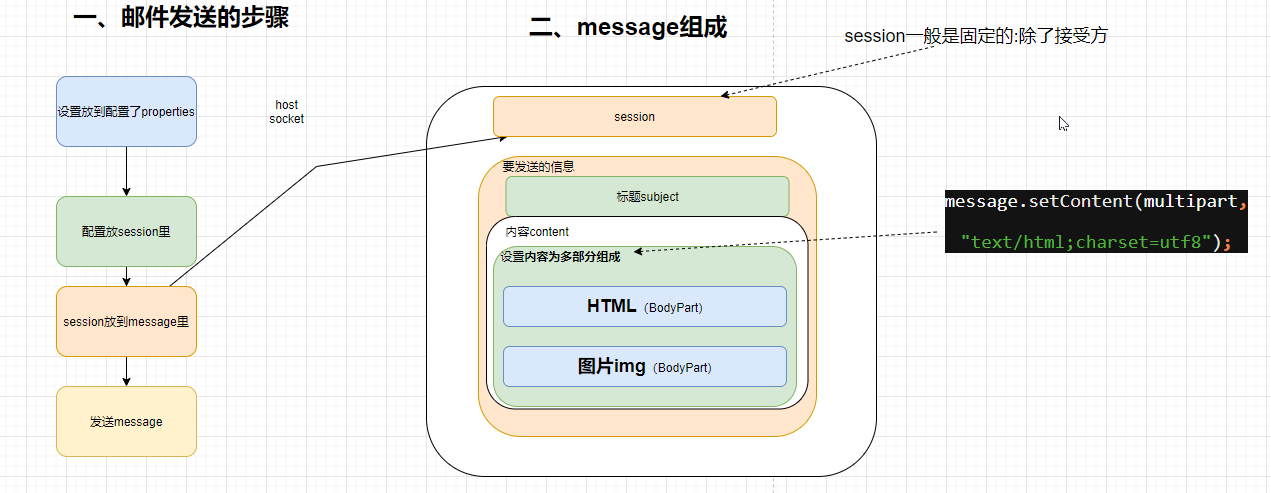 一、邮件发送的步骤
设置放到配置了properties
配置放session里
session放到message里
发送message
host
socket
二、message组成
session一般是固定的:除了接受方
session
要发送的信息
标题subject
内容content
设置内容为多部分组成
HTML（BodyPart）
图片img（BodyPart）
message.setContent(multipart,
"text/html;charset=utf8");